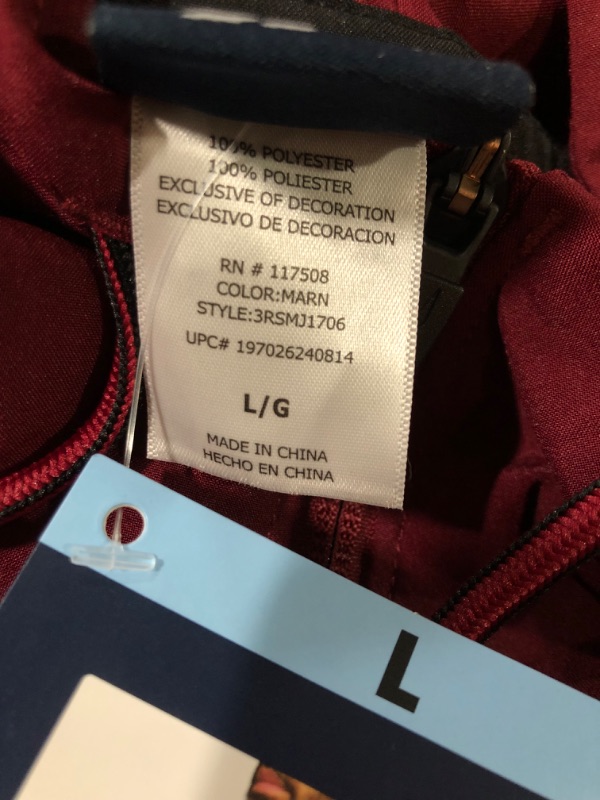 100% POLYESTER
100% POLIESTER
EXCLUSIVE OF DECORATION
EXCLUSIVO DE DECORACION
RN # 117508
COLOR:MARN
STYLE:3RSMJ1706
UPC# 197026240814
L/G
MADE IN CHINA
HECHO EN CHINA
L